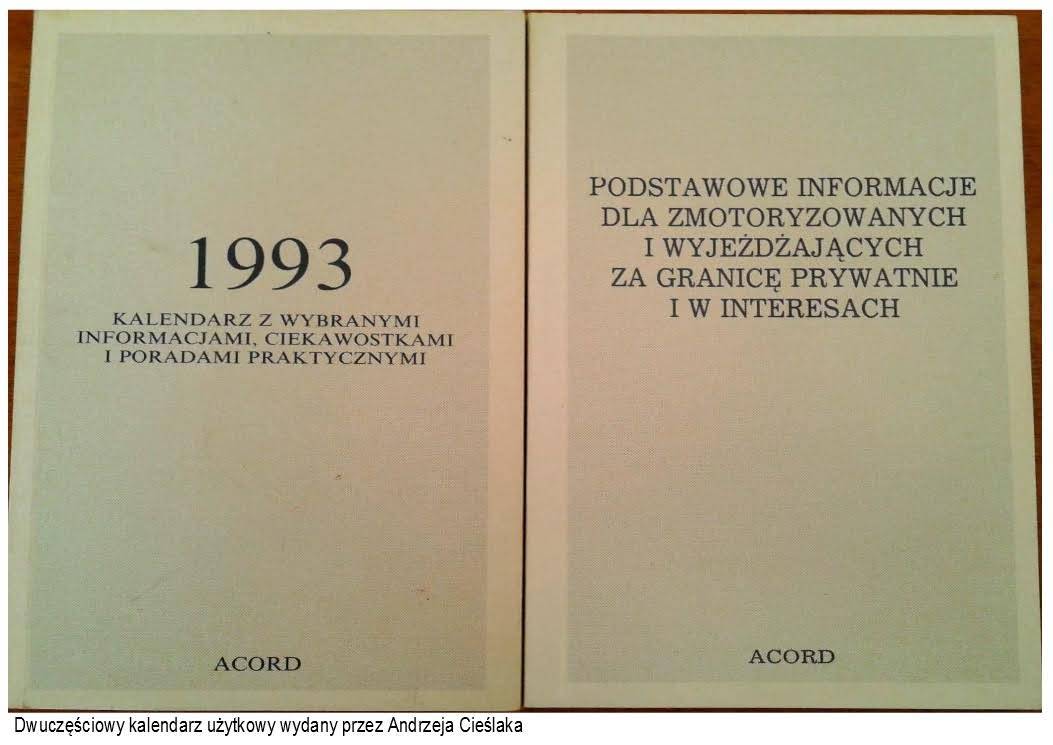 1993
KALENDARZ Z WYBRANYMI
INFORMACJAMI, CIEKAWOSTKAMI
I PORADAMI PRAKTYCZNYMI
ACORD
PODSTAWOWE INFORMACJE
DLA ZMOTORYZOWANYCH
I WYJEŻDŻAJĄCYCH
ZA GRANICĘ PRYWATNIE
I W INTERESACH
ACORD
Dwuczęściowy kalendarz użytkowy wydany przez Andrzeja Cieślaka